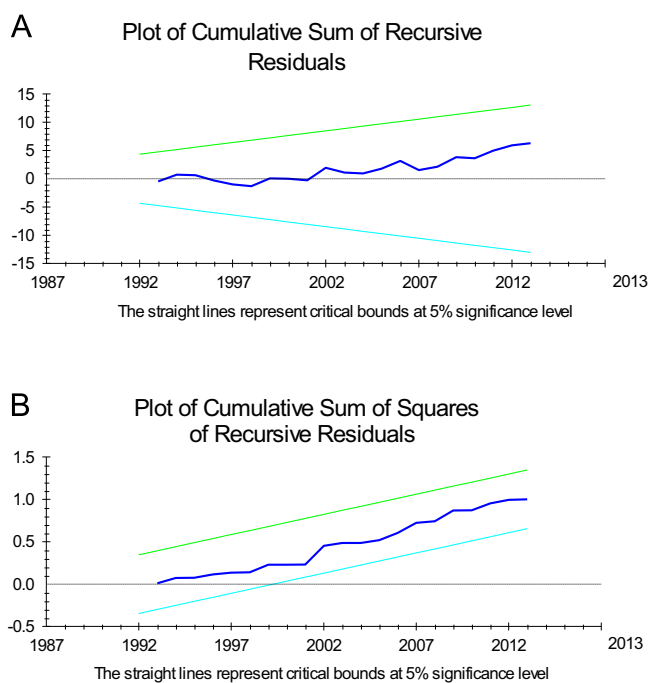 A
Plot of Cumulative Sum of Recursive
Residuals
15
10
5
0
-5
-10
-15
1987 1992 1997 2002 2007 2012 2013
The straight lines represent critical bounds at 5% significance level
B
Plot of Cumulative Sum of Squares
of Recursive Residuals
1.5
1.0
0.5
0.0
-0.5
1987 1992 1997 2002 2007 2012 2013
The straight lines represent critical bounds at 5% significance level